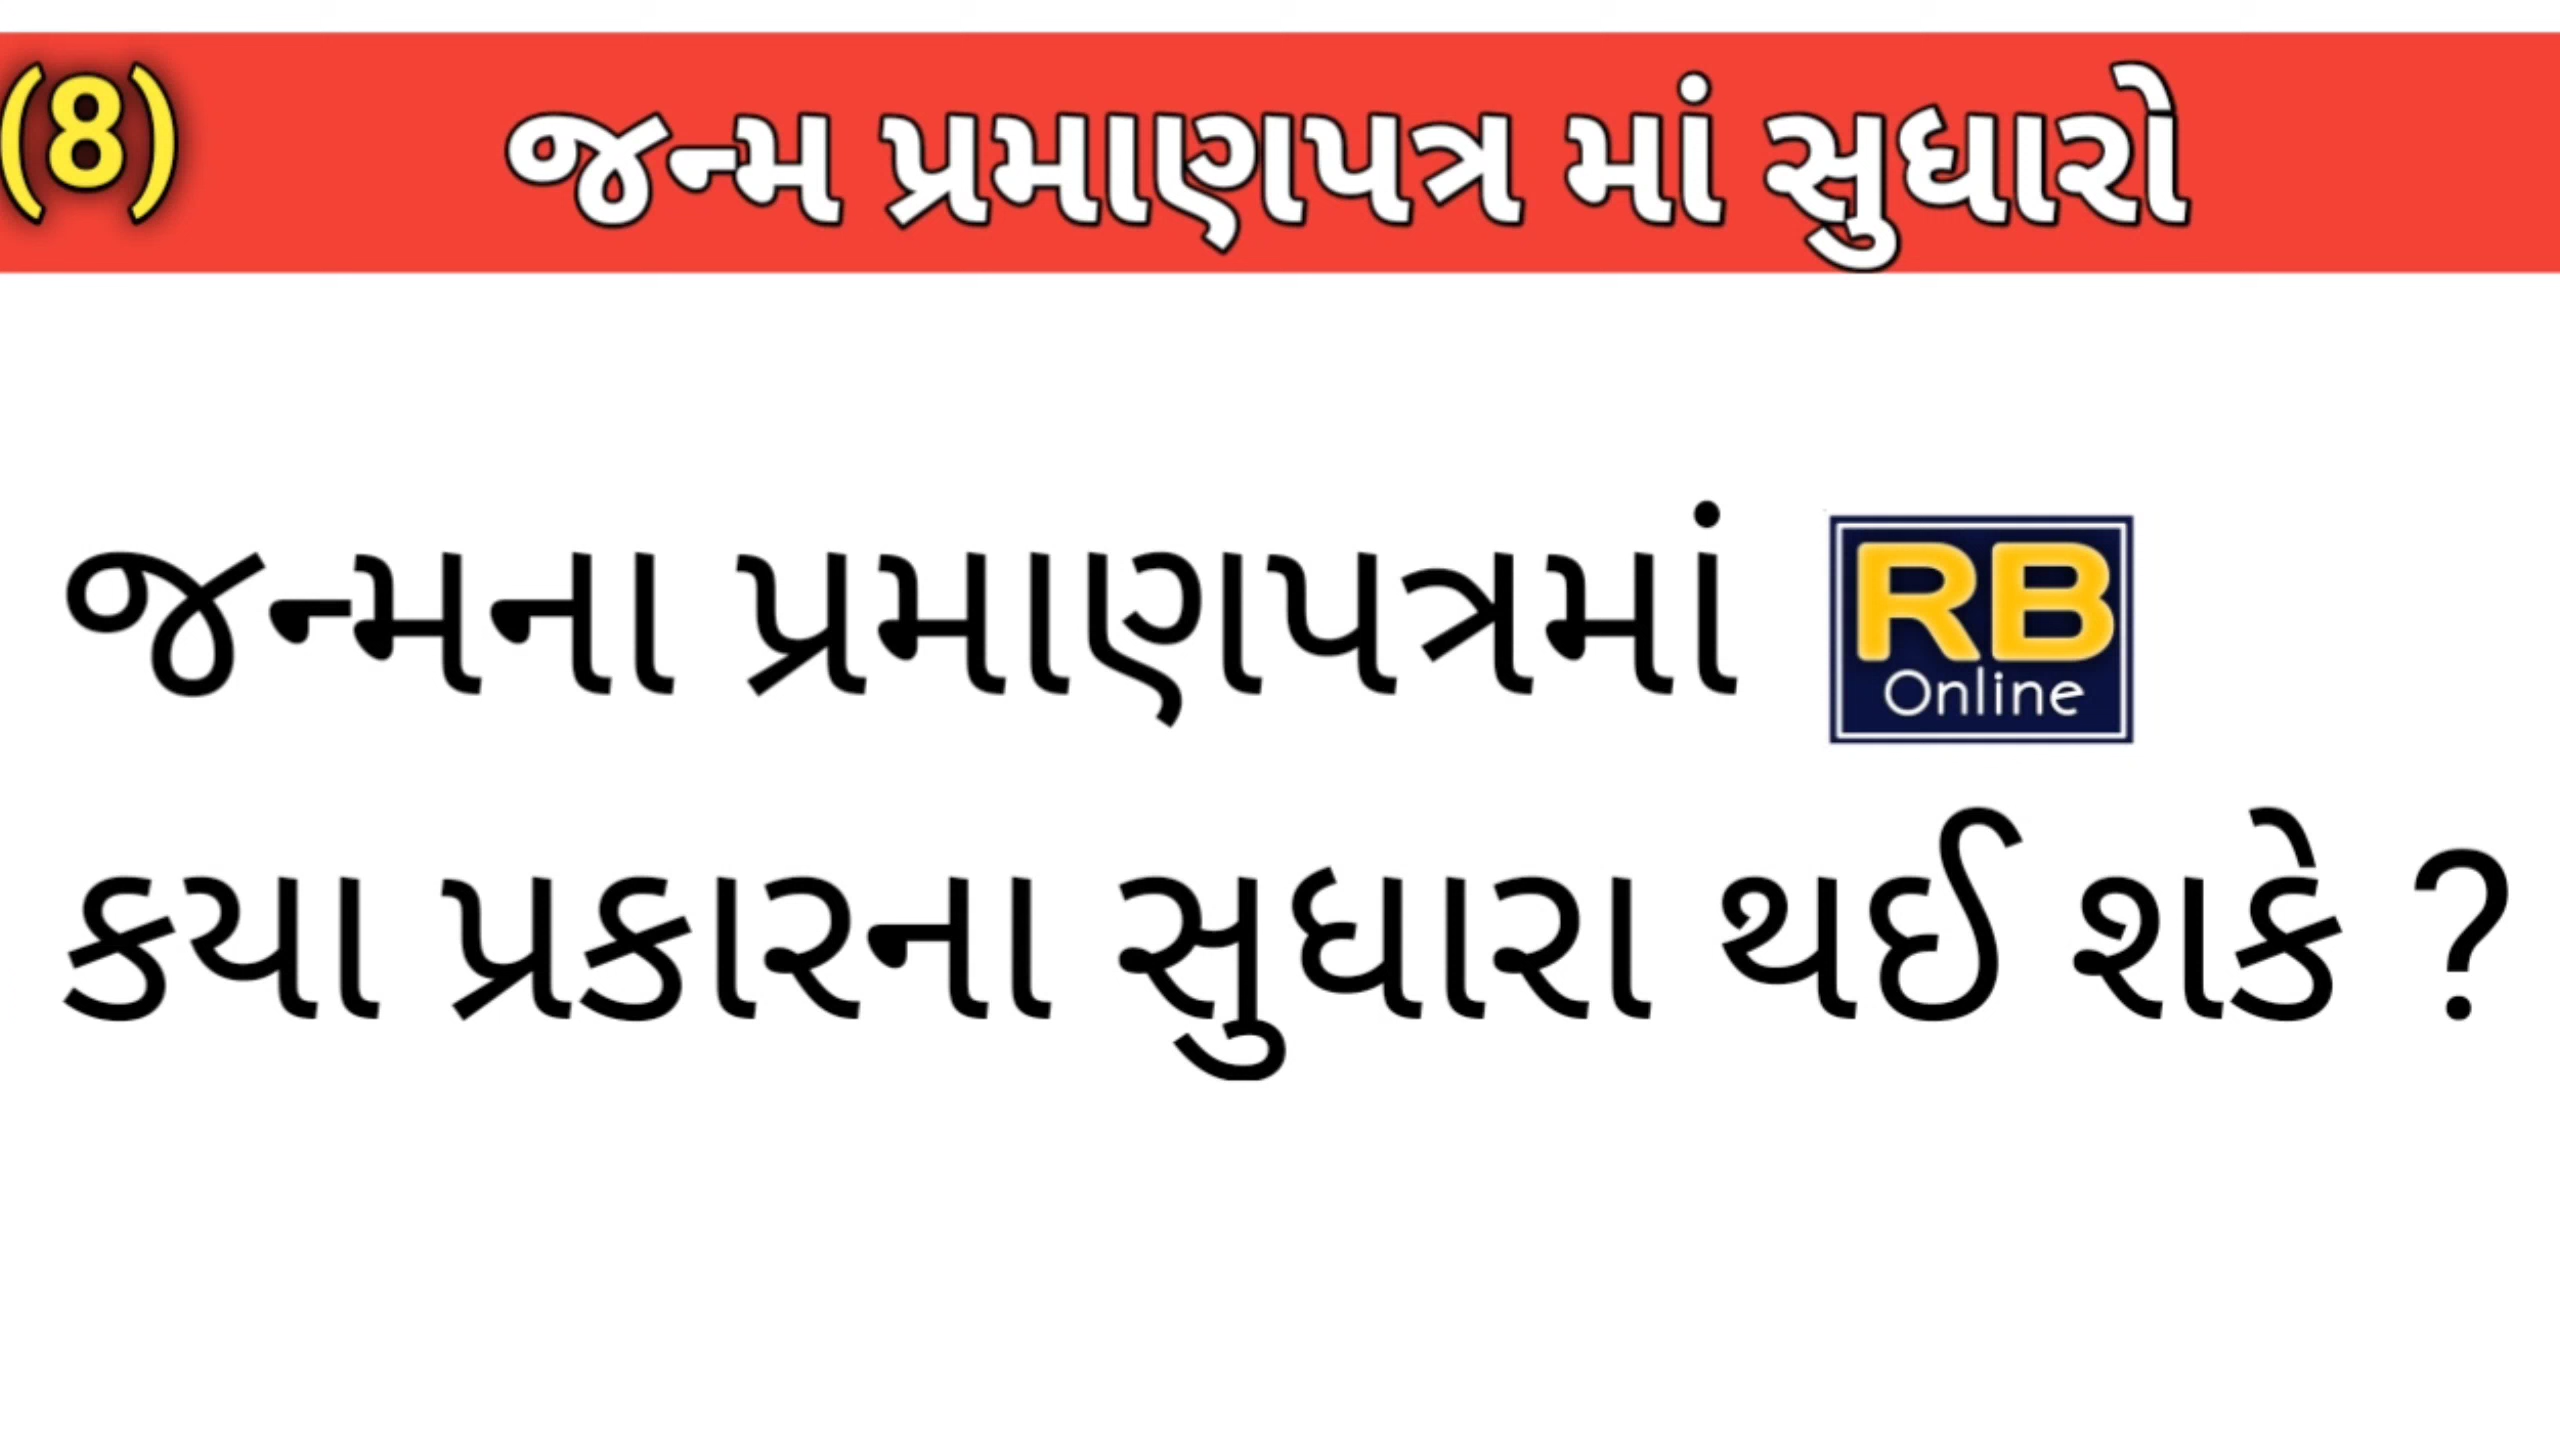 (8) જન્મ પ્રમાણપત્ર માં સુધારો
જન્મના પ્રમાણપત્રમાં RB
Online
કયા પ્રકારના સુધારા થઈ શકે ?